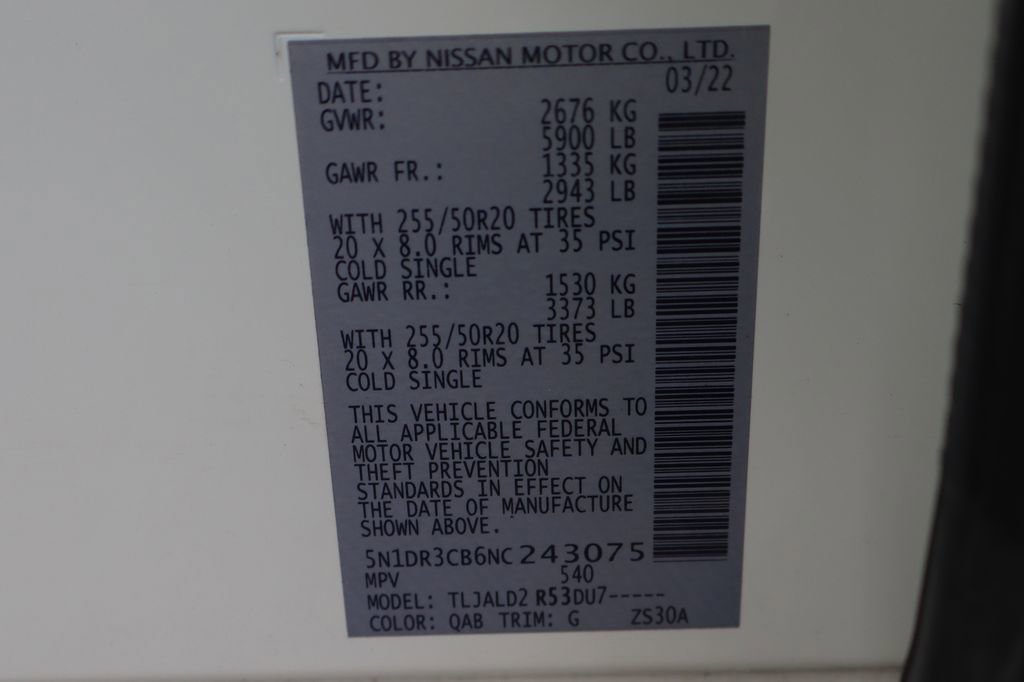 MFD BY NISSAN MOTOR CO., LTD.
DATE: 03/22
GVWR: 2676 KG
5900 LB
GAWR FR.: 1335 KG
2943 LB
WITH 255/50R20 TIRES
20 X 8.0 RIMS AT 35 PSI
COLD SINGLE
GAWR RR.: 1530 KG
3373 LB
WITH 255/50R20 TIRES
20 X 8.0 RIMS AT 35 PSI
COLD SINGLE
THIS VEHICLE CONFORMS TO
ALL APPLICABLE FEDERAL
MOTOR VEHICLE SAFETY AND
THEFT PREVENTION
STANDARDS IN EFFECT ON
THE DATE OF MANUFACTURE
SHOWN ABOVE.
5N1DR3CB6NC243075
MPV 540
MODEL: TLJALD2 R53DU7-----
COLOR: QAB TRIM: G ZS30A